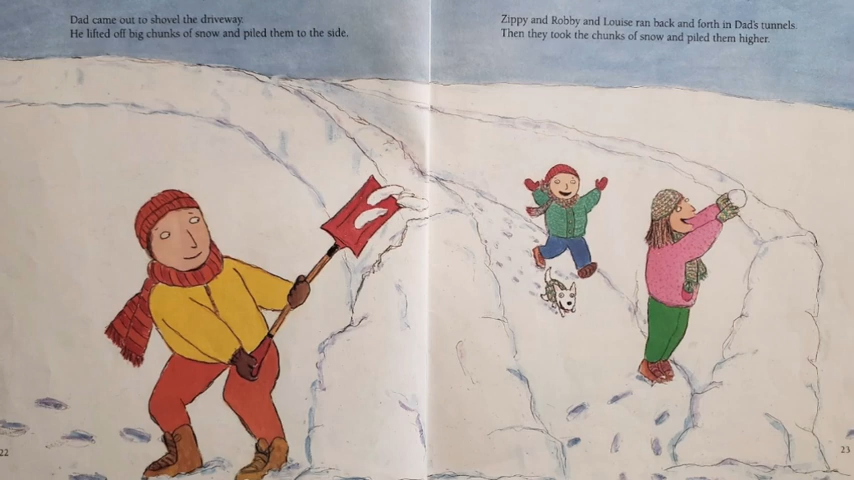 Dad came out to shovel the driveway.
He lifted off big chunks of snow and piled them to the side.
Zippy and Robby and Louise ran back and forth in Dad's tunnels.
Then they took the chunks of snow and piled them higher.
22
23